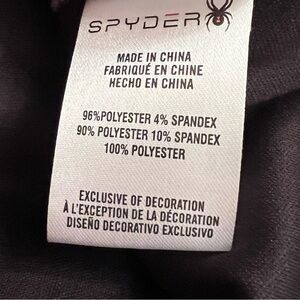 SPYDER
MADE IN CHINA
FABRIQUÉ EN CHINE
HECHO EN CHINA
96%POLYESTER 4% SPANDEX
90% POLYESTER 10% SPANDEX
100% POLYESTER
EXCLUSIVE OF DECORATION
À L'EXCEPTION DE LA DÉCORATION
DISEÑO DECORATIVO EXCLUSIVO